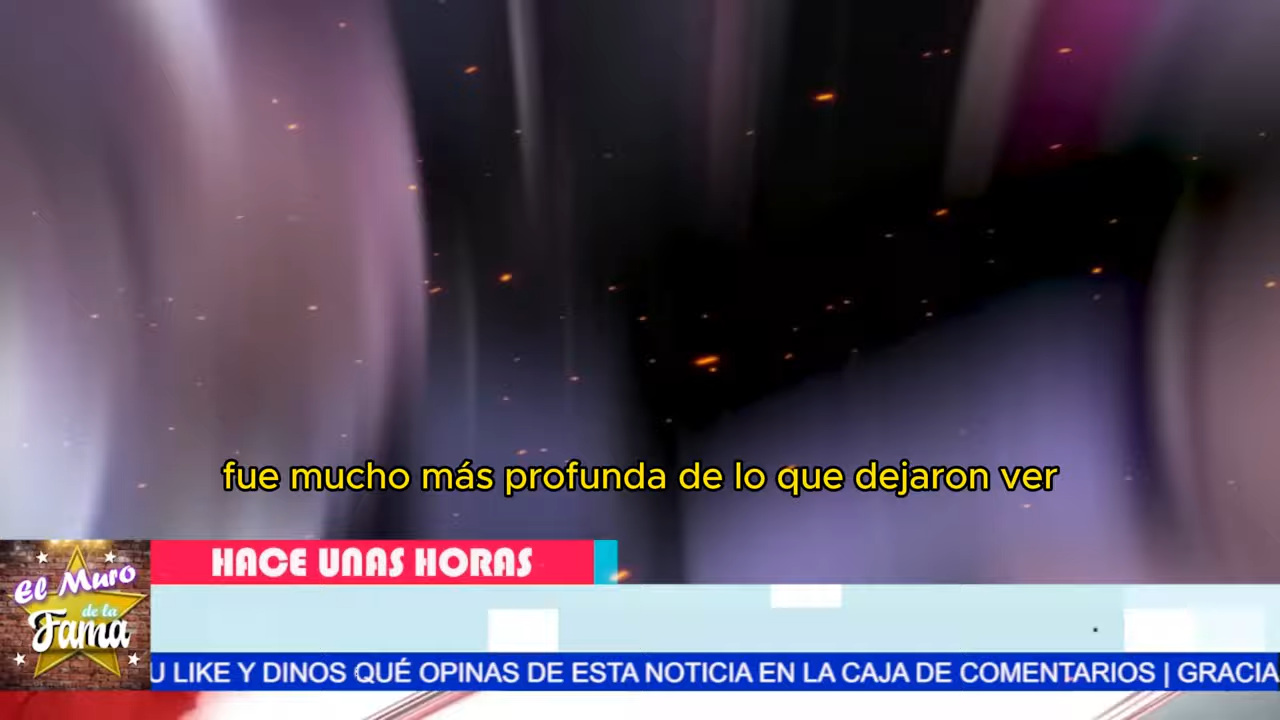 fue mucho más profunda de lo que dejaron ver
HACE UNAS HORAS
El Muro
de la
Fama
U LIKE Y DINOS QUÉ OPINAS DE ESTA NOTICIA EN LA CAJA DE COMENTARIOS | GRACIA